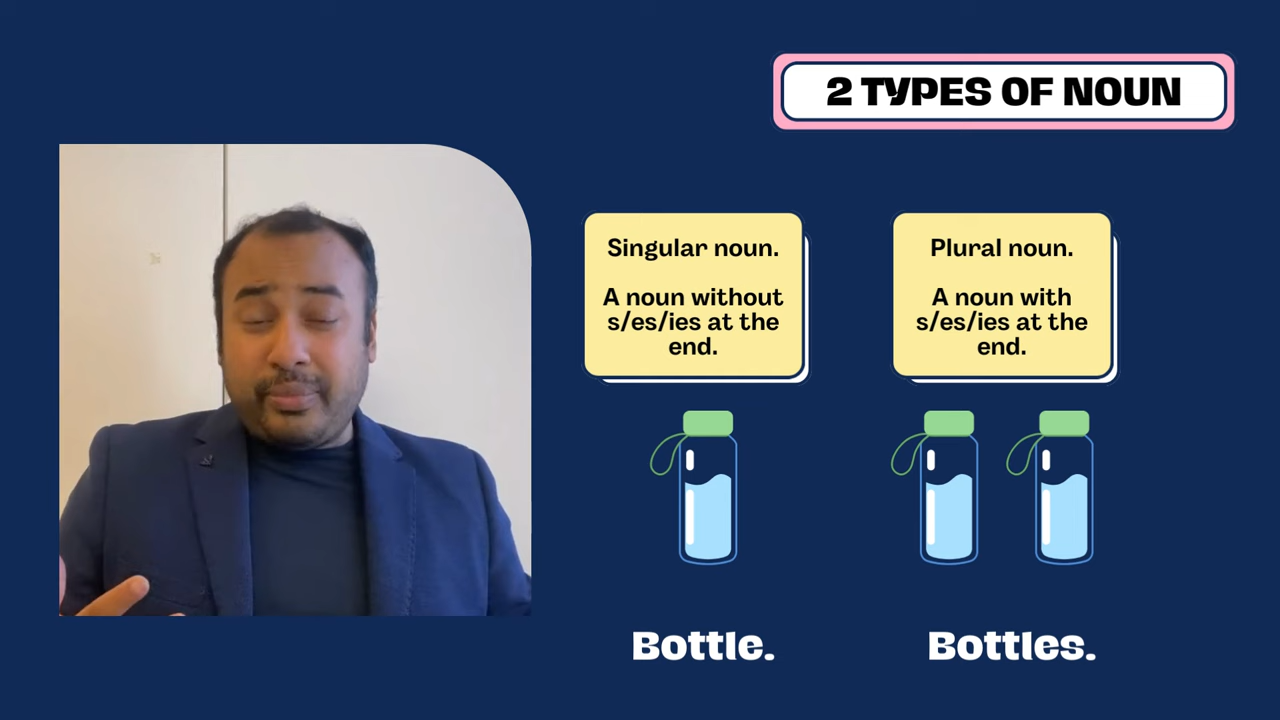 2 TYPES OF NOUN
Singular noun.
A noun without
s/es/ies at the
end.
Plural noun.
A noun with
s/es/ies at the
end.
Bottle.
Bottles.